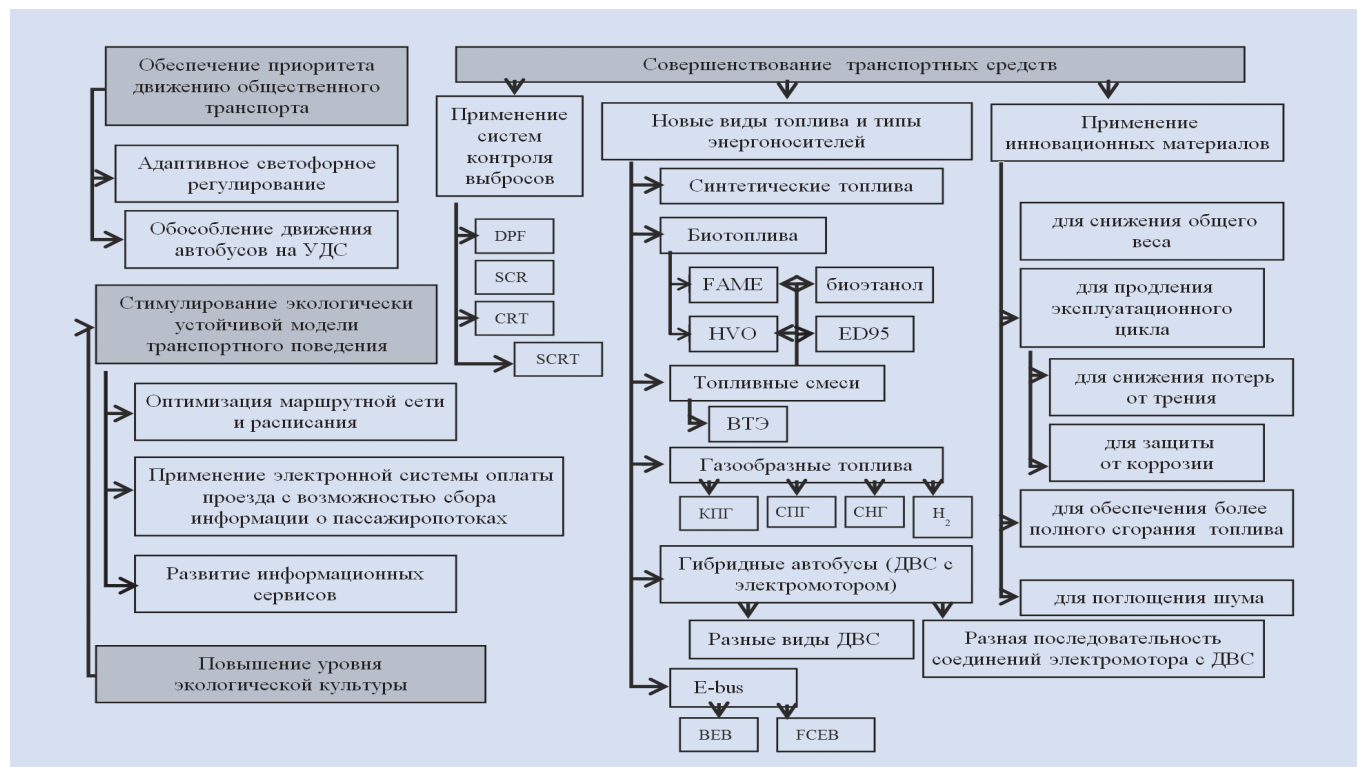 Обеспечение приоритета
движению общественного
транспорта
Адаптивное светофорное
регулирование
Обособление движения
автобусов на УДС
Стимулирование экологически
устойчивой модели
транспортного поведения
Оптимизация маршрутной сети
и расписания
Применение электронной системы оплаты
проезда с возможностью сбора
информации о пассажиропотоках
Развитие информационных
сервисов
Повышение уровня
экологической культуры
Совершенствование транспортных средств
Применение
систем
контроля
выбросов
DPF
SCR
CRT
SCRT
Новые виды топлива и типы
энергоносителей
Синтетические топлива
Биотоплива
FAME
биоэтанол
HVO
ED95
Топливные смеси
ВТЭ
Газообразные топлива
КПГ
СПГ
СНГ
H2
Гибридные автобусы (ДВС с
электромотором)
Разные виды ДВС
Разная последовательность
соединений электромотора с ДВС
E-bus
BEB
FCEB
Применение
инновационных материалов
для снижения общего
веса
для продления
эксплуатационного
цикла
для снижения потерь
от трения
для защиты
от коррозии
для обеспечения более
полного сгорания топлива
для поглощения шума